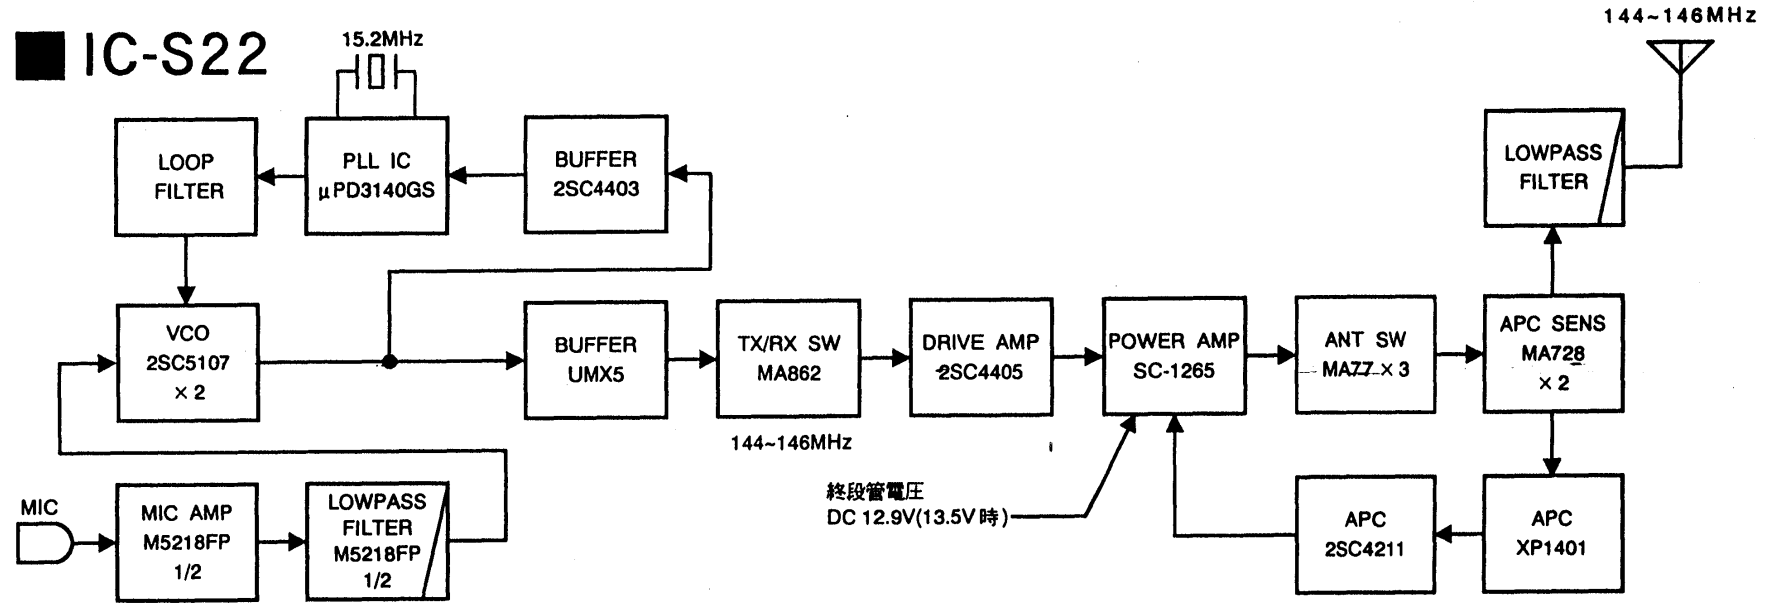 144~146MHz
■ IC-S22
15.2MHz
LOOP
FILTER
PLL IC
μPD3140GS
BUFFER
2SC4403
LOWPASS
FILTER
VCO
2SC5107
×2
BUFFER
UMX5
TX/RX SW
MA862
144~146MHz
DRIVE AMP
2SC4405
POWER AMP
SC-1265
ANT SW
MA77×3
APC SENS
MA728
×2
MIC
MIC AMP
M5218FP
1/2
LOWPASS
FILTER
M5218FP
1/2
終段管電圧
DC 12.9V(13.5V時)
APC
2SC4211
APC
XP1401